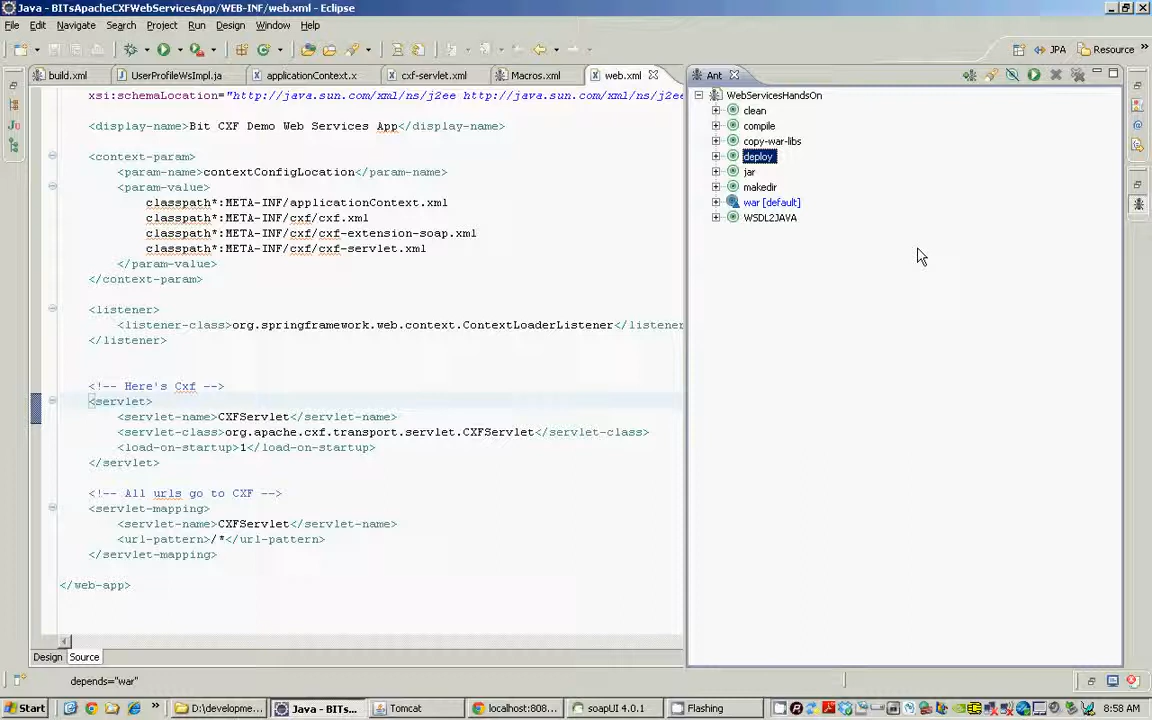 Java - BITsApacheCXFWebServicesApp/WEB-INF/web.xml - Eclipse
File Edit Navigate Search Project Run Design Window Help
JPA Resource »
build.xml UserProfileWsImpl.ja applicationContext.x cxf-servlet.xml Macros.xml web.xml Ant
xsi:schemaLocation="http://java.sun.com/xml/ns/j2ee http://java.sun.com/xml/ns/j2ee
<display-name>Bit CXF Demo Web Services App</display-name>
<context-param>
<param-name>contextConfigLocation</param-name>
<param-value>
classpath*:META-INF/applicationContext.xml
classpath*:META-INF/cxf/cxf.xml
classpath*:META-INF/cxf/cxf-extension-soap.xml
classpath*:META-INF/cxf/cxf-servlet.xml
</param-value>
</context-param>
<listener>
<listener-class>org.springframework.web.context.ContextLoaderListener</listener
</listener>
<!-- Here's Cxf -->
<servlet>
<servlet-name>CXFServlet</servlet-name>
<servlet-class>org.apache.cxf.transport.servlet.CXFServlet</servlet-class>
<load-on-startup>1</load-on-startup>
</servlet>
<!-- All urls go to CXF -->
<servlet-mapping>
<servlet-name>CXFServlet</servlet-name>
<url-pattern>/*</url-pattern>
</servlet-mapping>
</web-app>
WebServicesHandsOn
clean
compile
copy-war-libs
deploy
jar
makedir
war [default]
WSDL2JAVA
Design Source
depends="war"
Start D:\developme... Java - BITs... Tomcat localhost:808... soapUI 4.0.1 Flashing 8:58 AM